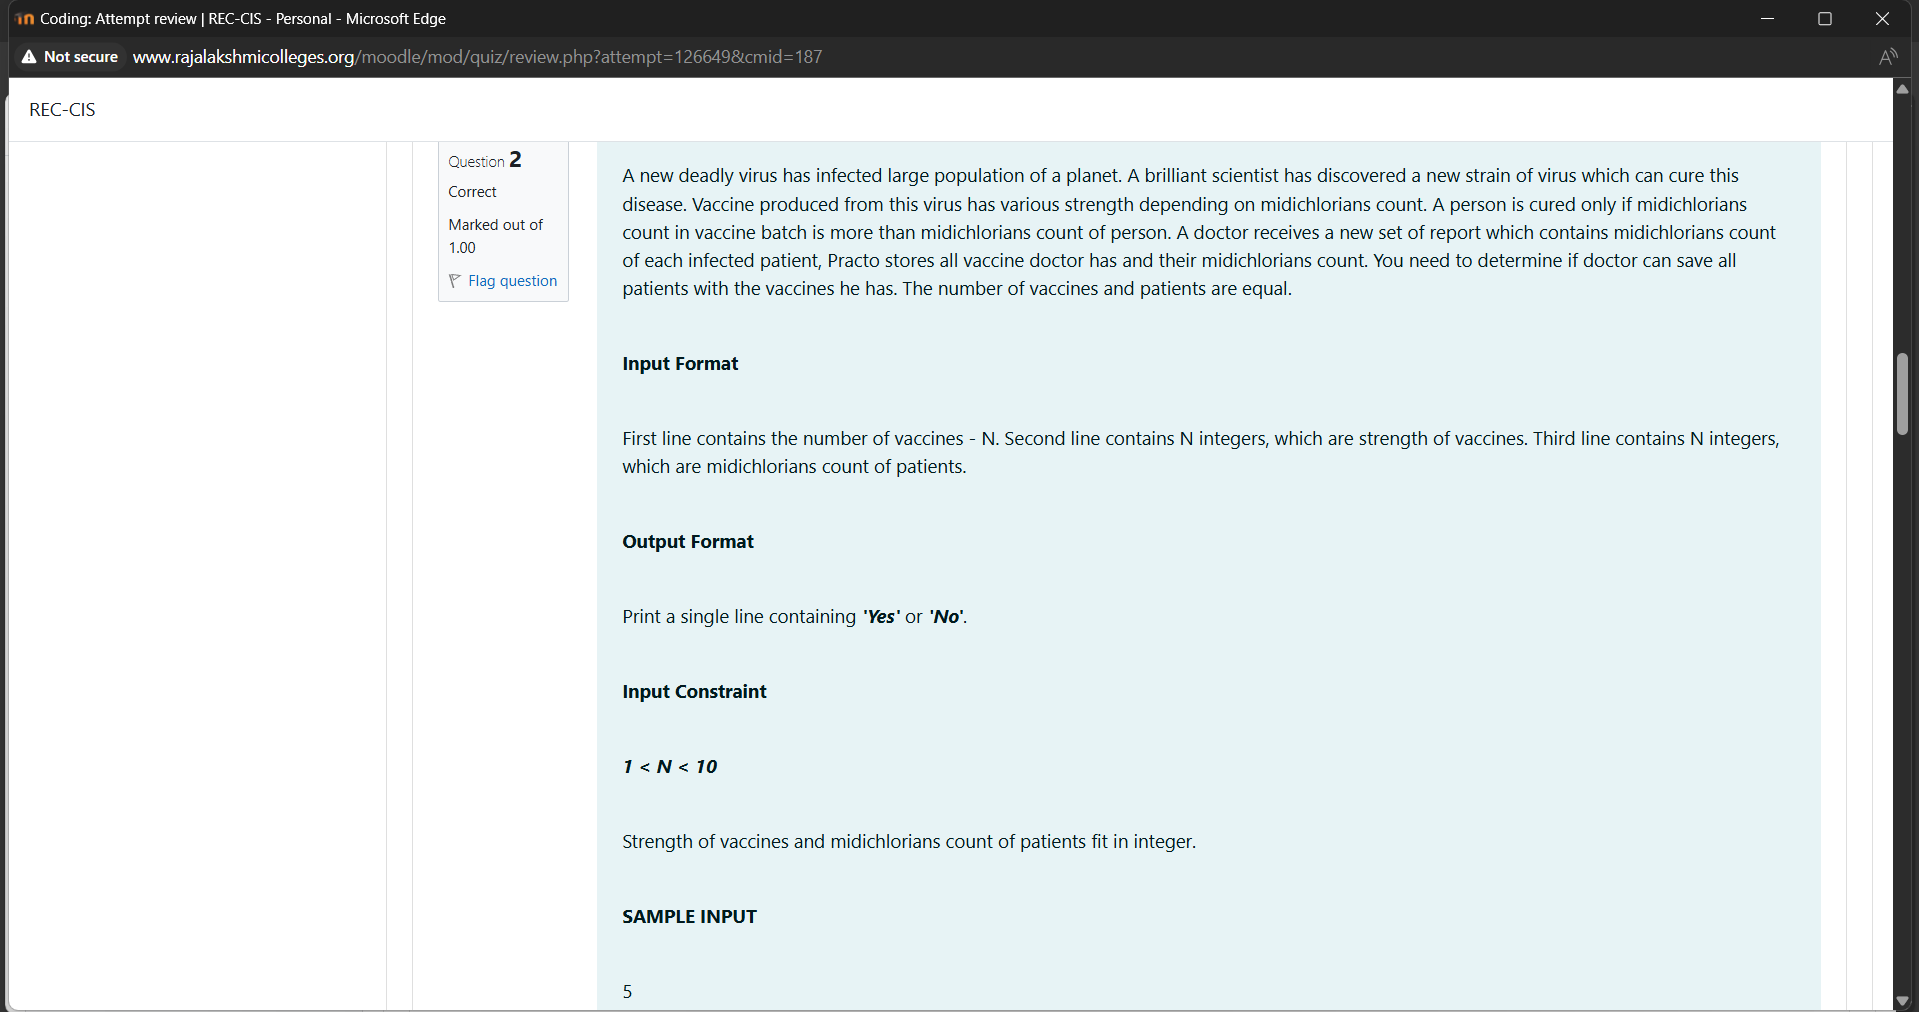 Coding: Attempt review | REC-CIS - Personal - Microsoft Edge
Not secure www.rajalakshmicolleges.org/moodle/mod/quiz/review.php?attempt=126649&cmid=187
REC-CIS
Question 2
Correct
Marked out of
1.00
Flag question
A new deadly virus has infected large population of a planet. A brilliant scientist has discovered a new strain of virus which can cure this
disease. Vaccine produced from this virus has various strength depending on midichlorians count. A person is cured only if midichlorians
count in vaccine batch is more than midichlorians count of person. A doctor receives a new set of report which contains midichlorians count
of each infected patient, Practo stores all vaccine doctor has and their midichlorians count. You need to determine if doctor can save all
patients with the vaccines he has. The number of vaccines and patients are equal.
Input Format
First line contains the number of vaccines - N. Second line contains N integers, which are strength of vaccines. Third line contains N integers,
which are midichlorians count of patients.
Output Format
Print a single line containing 'Yes' or 'No'.
Input Constraint
1 < N < 10
Strength of vaccines and midichlorians count of patients fit in integer.
SAMPLE INPUT
5